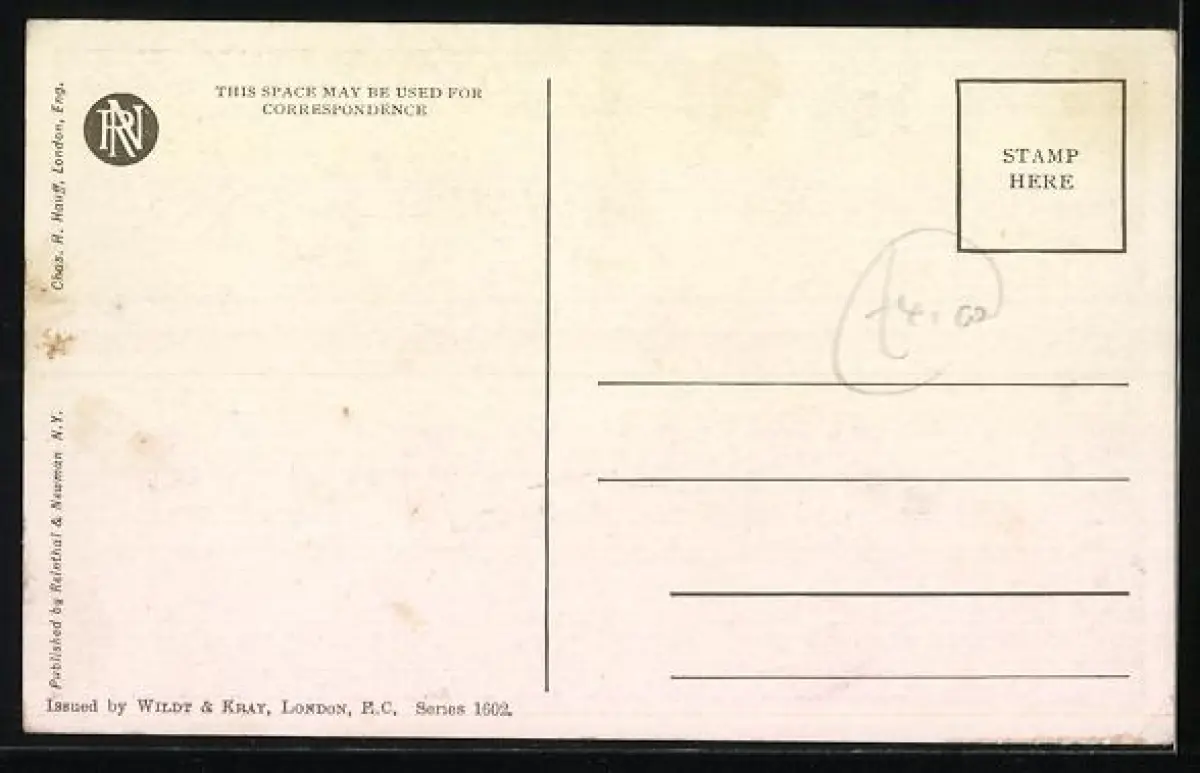 THIS SPACE MAY BE USED FOR
CORRESPONDENCE
STAMP
HERE
Chas. H. Hauff, London, Eng.
Published by Reinthal & Newman N.Y.
Issued by WILDT & KRAY, LONDON, E.C. Series 1602.
RN